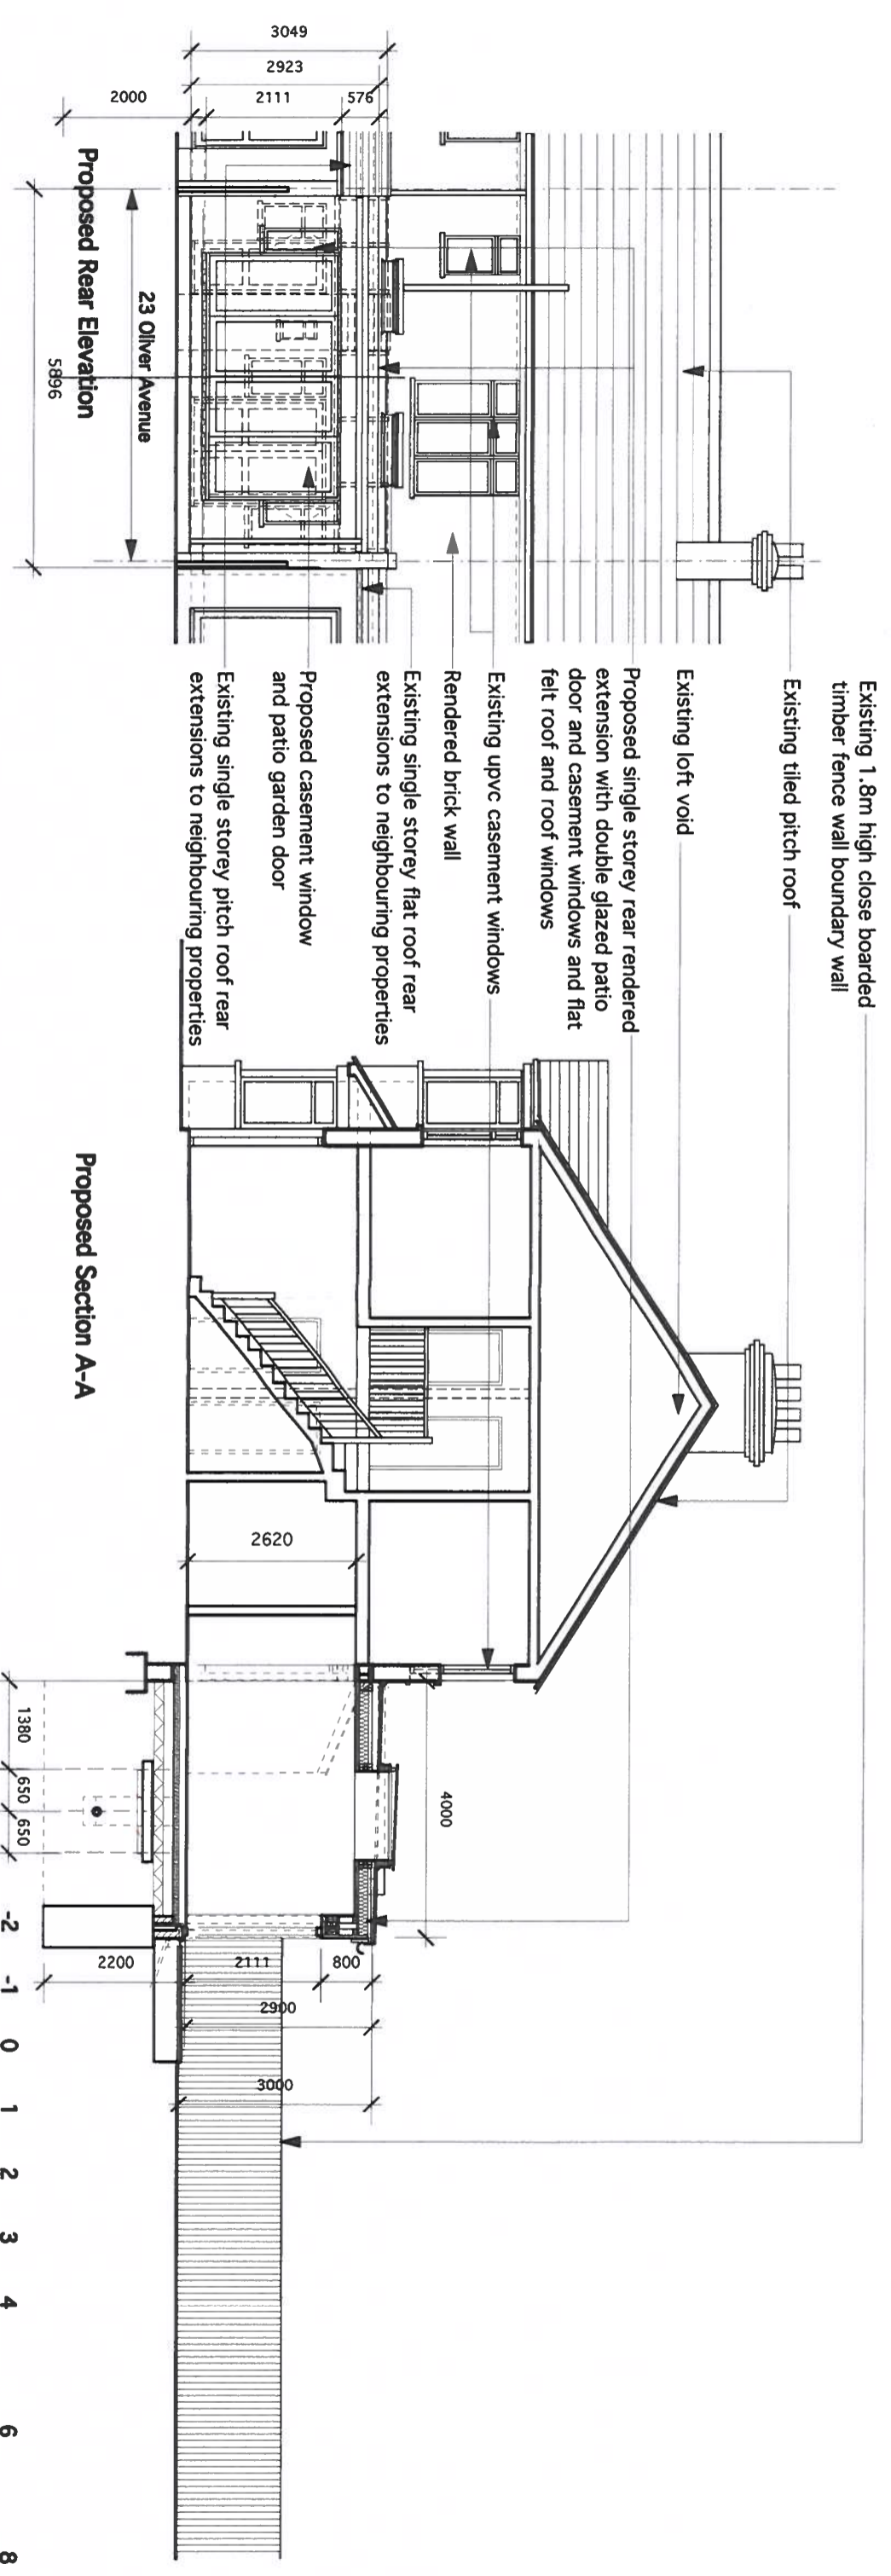 Existing 1.8m high close boarded
timber fence wall boundary wall
Existing tiled pitch roof
Existing loft void
Proposed single storey rear rendered
extension with double glazed patio
door and casement windows and flat
felt roof and roof windows
Existing upvc casement windows
Rendered brick wall
Existing single storey flat roof rear
extensions to neighbouring properties
Proposed casement window
and patio garden door
Existing single storey pitch roof rear
extensions to neighbouring properties
3049
2923
576
2111
2000
23 Oliver Avenue
5896
Proposed Rear Elevation
2620
4000
800
2111
2200
2900
3000
1380
650
650
Proposed Section A-A
-2 -1 0 1 2 3 4 6 8